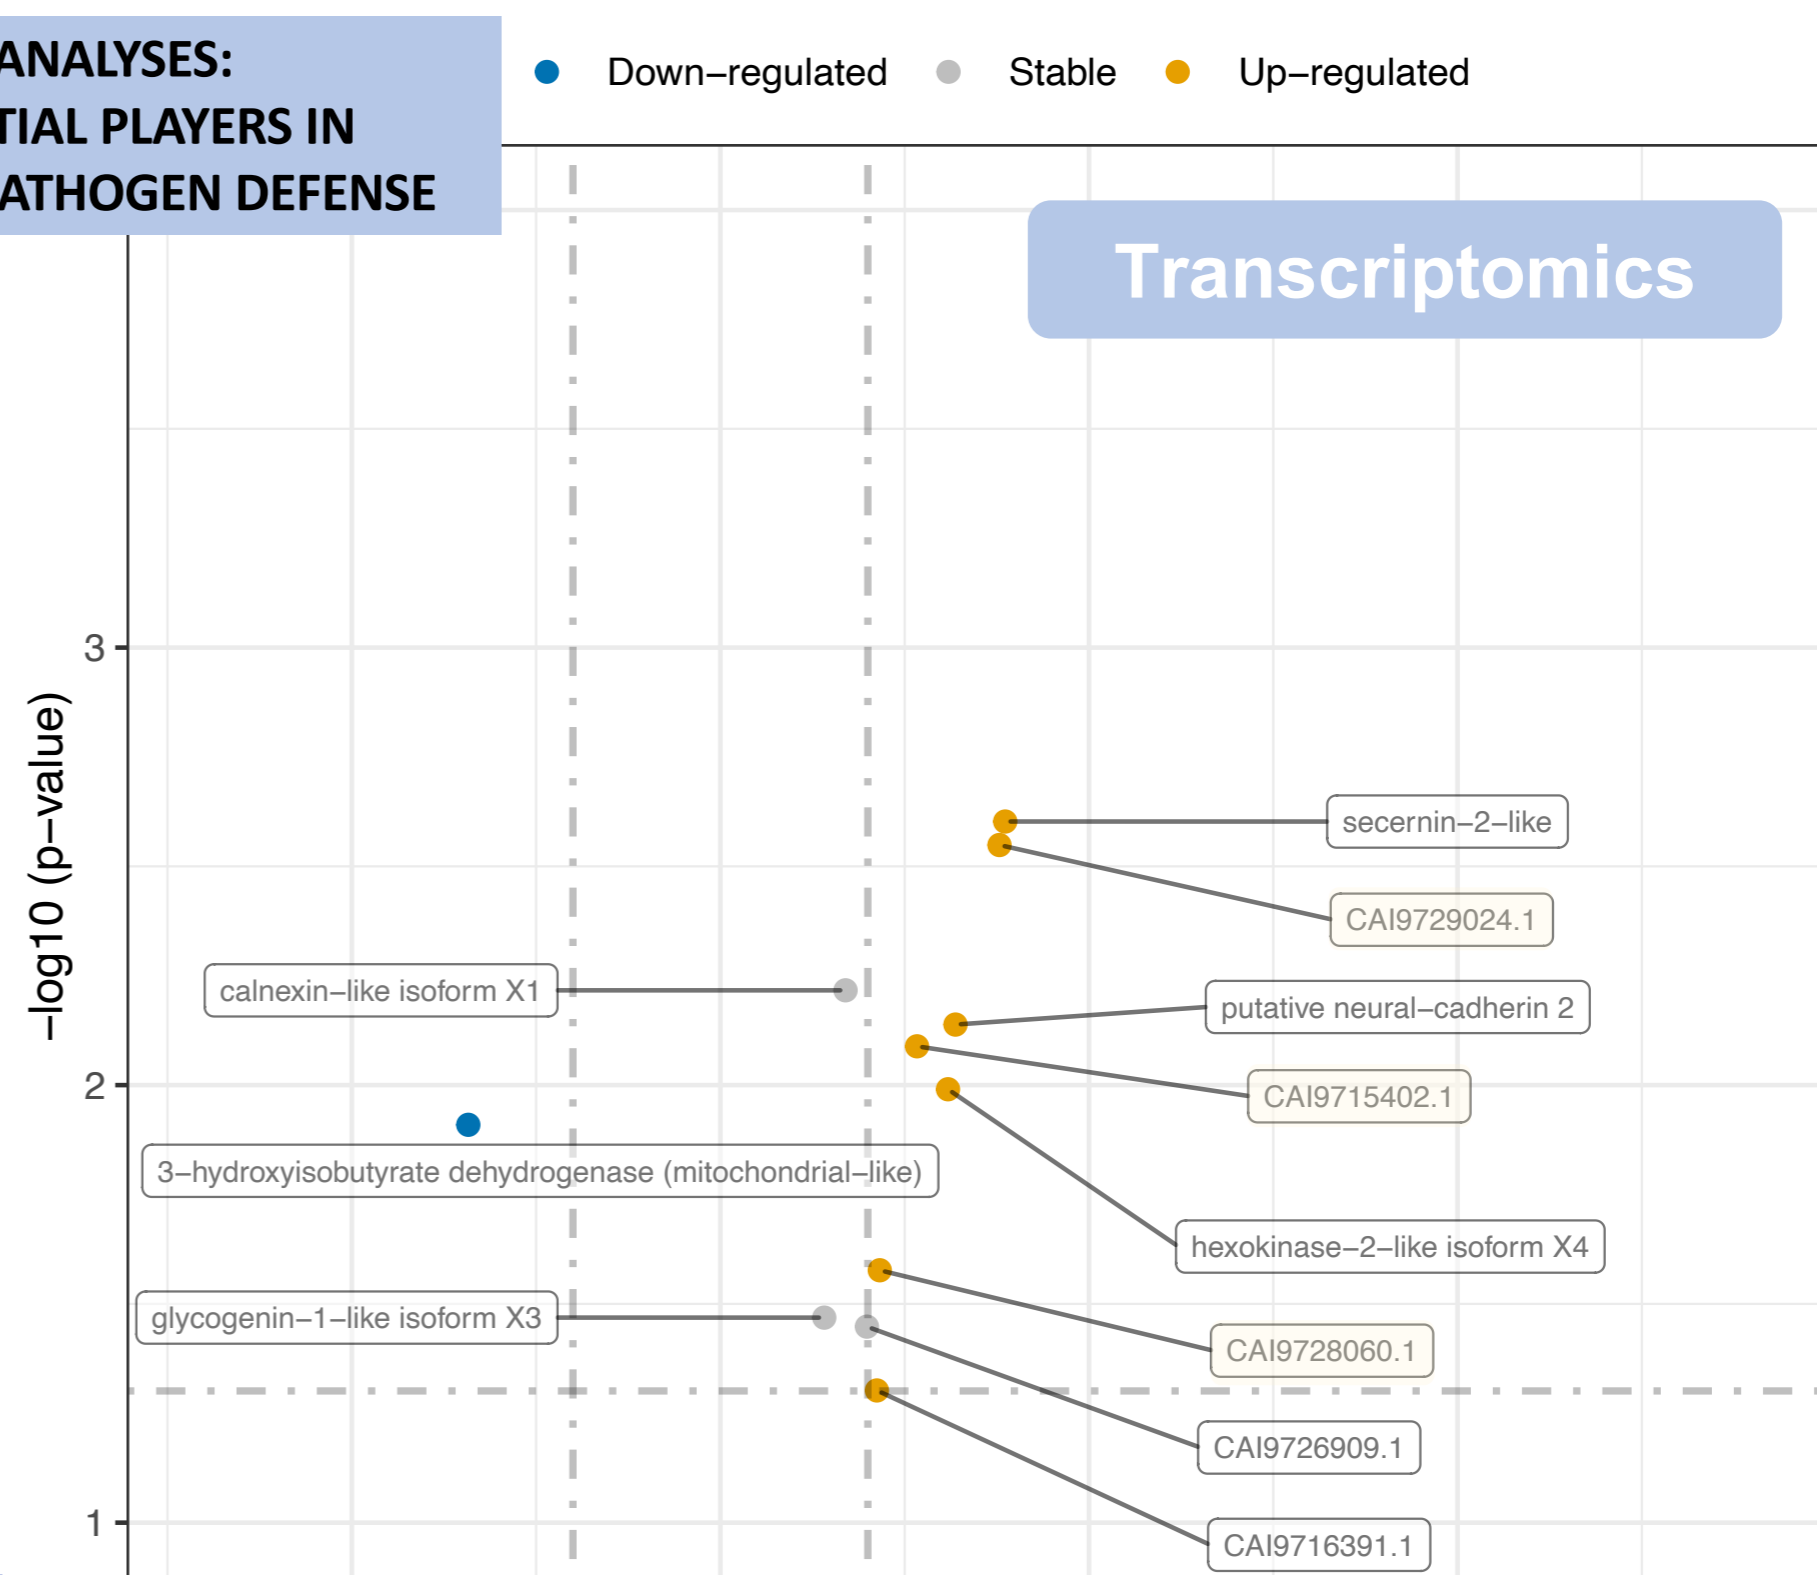 ANALYSES:
TIAL PLAYERS IN
ATHOGEN DEFENSE
Down−regulated
Stable
Up−regulated
Transcriptomics
−log10 (p−value)
3
2
1
secernin−2−like
CAI9729024.1
calnexin−like isoform X1
putative neural−cadherin 2
CAI9715402.1
3−hydroxyisobutyrate dehydrogenase (mitochondrial−like)
hexokinase−2−like isoform X4
glycogenin−1−like isoform X3
CAI9728060.1
CAI9726909.1
CAI9716391.1